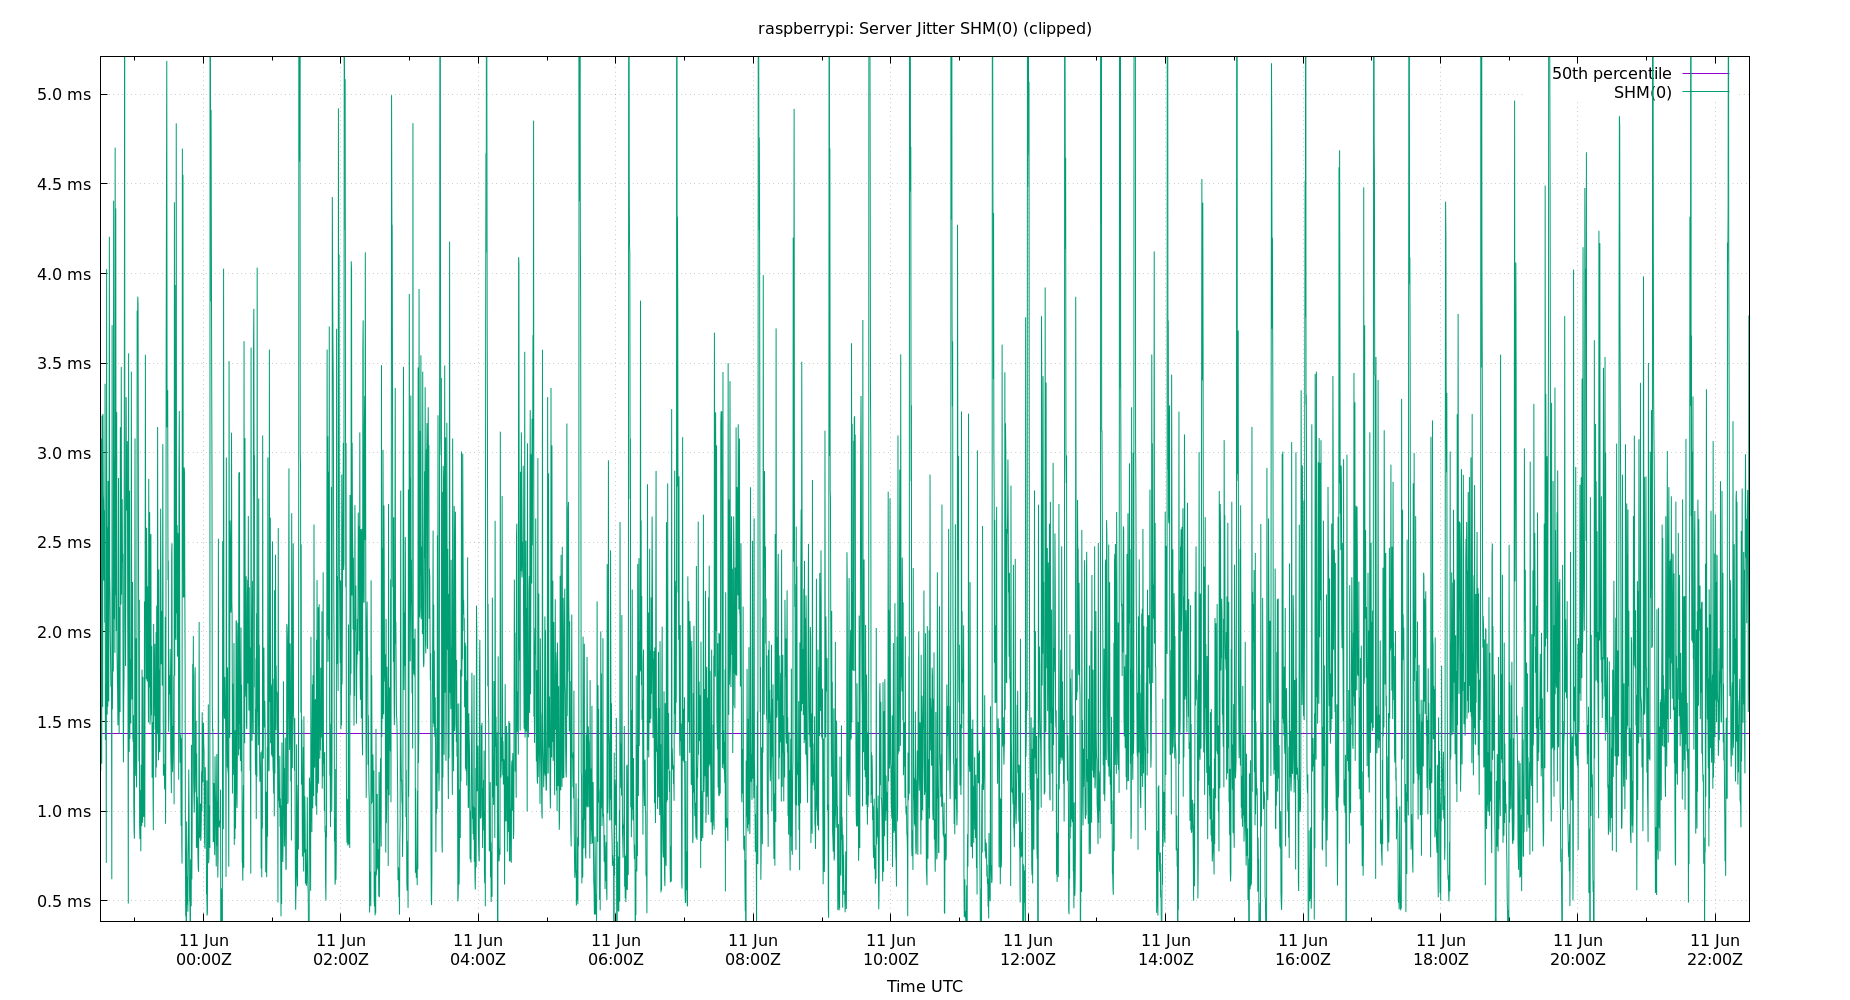 raspberrypi: Server Jitter SHM(0) (clipped)
50th percentile
SHM(0)
5.0 ms
4.5 ms
4.0 ms
3.5 ms
3.0 ms
2.5 ms
2.0 ms
1.5 ms
1.0 ms
0.5 ms
11 Jun 11 Jun 11 Jun 11 Jun 11 Jun 11 Jun 11 Jun 11 Jun 11 Jun 11 Jun 11 Jun 11 Jun
00:00Z 02:00Z 04:00Z 06:00Z 08:00Z 10:00Z 12:00Z 14:00Z 16:00Z 18:00Z 20:00Z 22:00Z
Time UTC